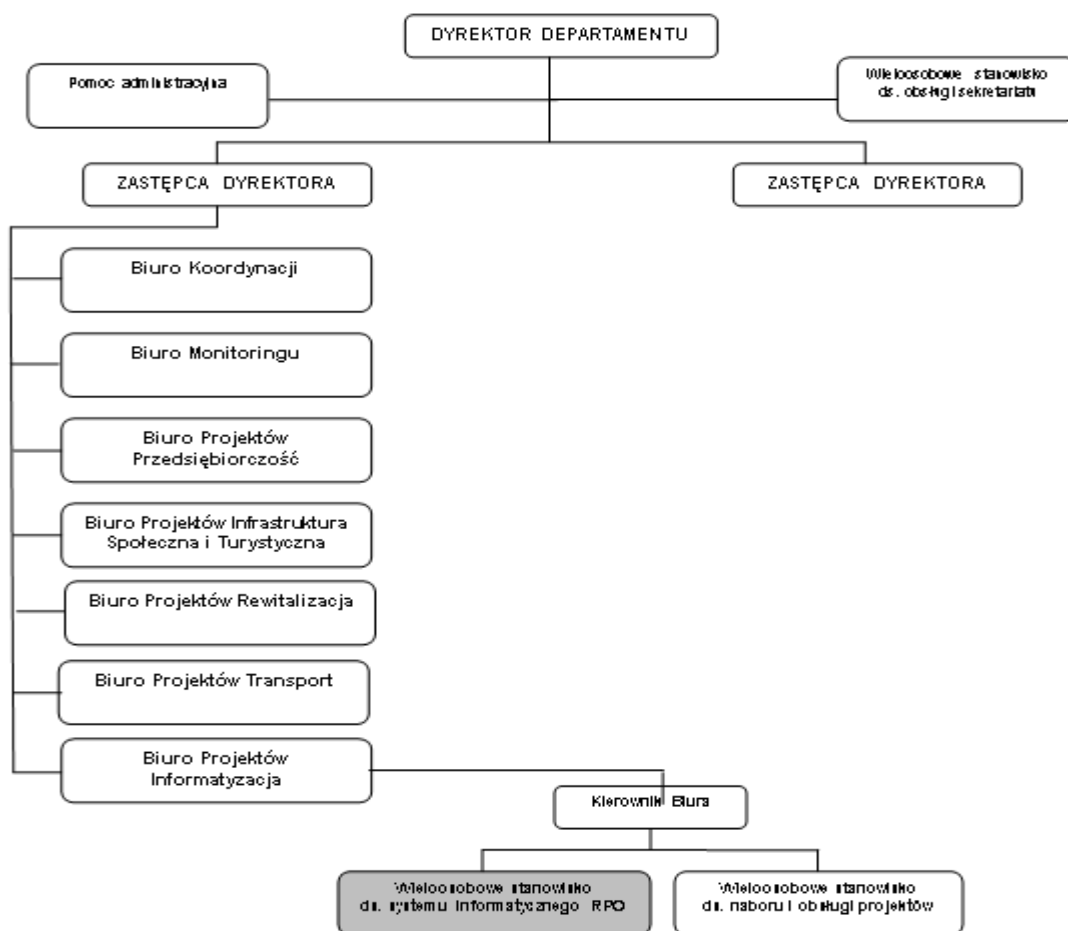 DYREKTOR DEPARTAMENTU
Pomoc administracyjna
Wieloosobowe stanowisko
ds. obsługi sekretariatu
ZASTĘPCA DYREKTORA
ZASTĘPCA DYREKTORA
Biuro Koordynacji
Biuro Monitoringu
Biuro Projektów
Przedsiębiorczość
Biuro Projektów Infrastruktura
Społeczna i Turystyczna
Biuro Projektów Rewitalizacja
Biuro Projektów Transport
Biuro Projektów
Informatyzacja
Kierownik Biura
Wieloosobowe stanowisko
ds. systemu informatycznego RPO
Wieloosobowe stanowisko
ds. naboru i obsługi projektów